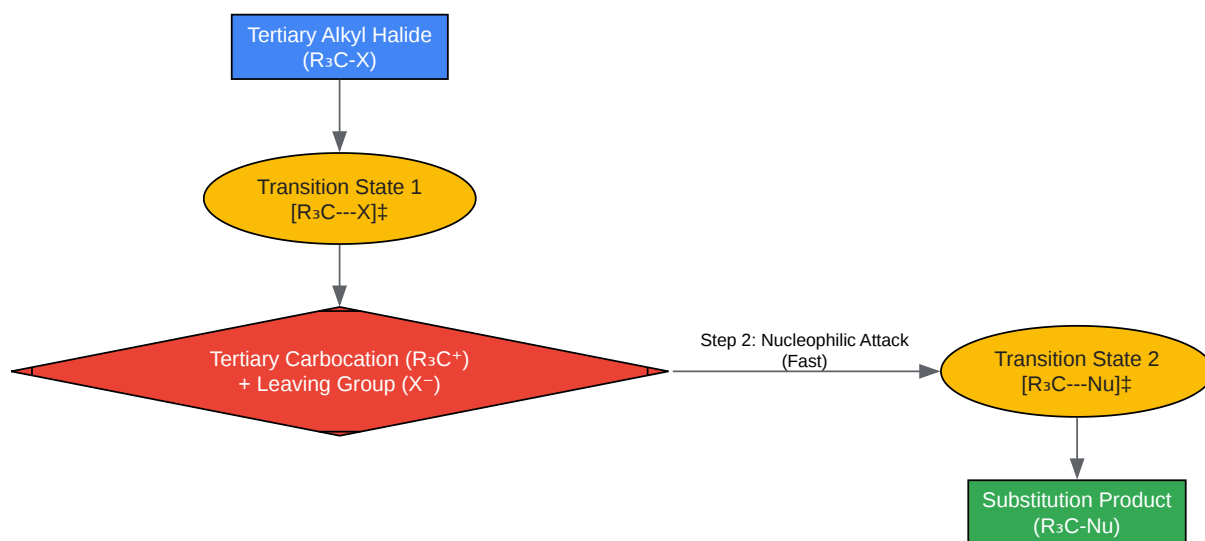 Tertiary Alkyl Halide
(R₃C-X)
Transition State 1
[R₃C---X]‡
Tertiary Carbocation (R₃C⁺)
+ Leaving Group (X⁻)
Step 2: Nucleophilic Attack
(Fast)
Transition State 2
[R₃C---Nu]‡
Substitution Product
(R₃C-Nu)